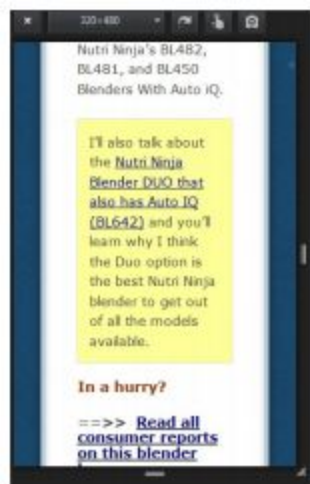 320×480
Nutri Ninja's BL482,
BL481, and BL450
Blenders With Auto iQ.
I'll also talk about
the Nutri Ninja
Blender DUO that
also has Auto IQ
(BL642) and you'll
learn why I think
the Duo option is
the best Nutri Ninja
blender to get out
of all the models
available.
In a hurry?
==>> Read all
consumer reports
on this blender